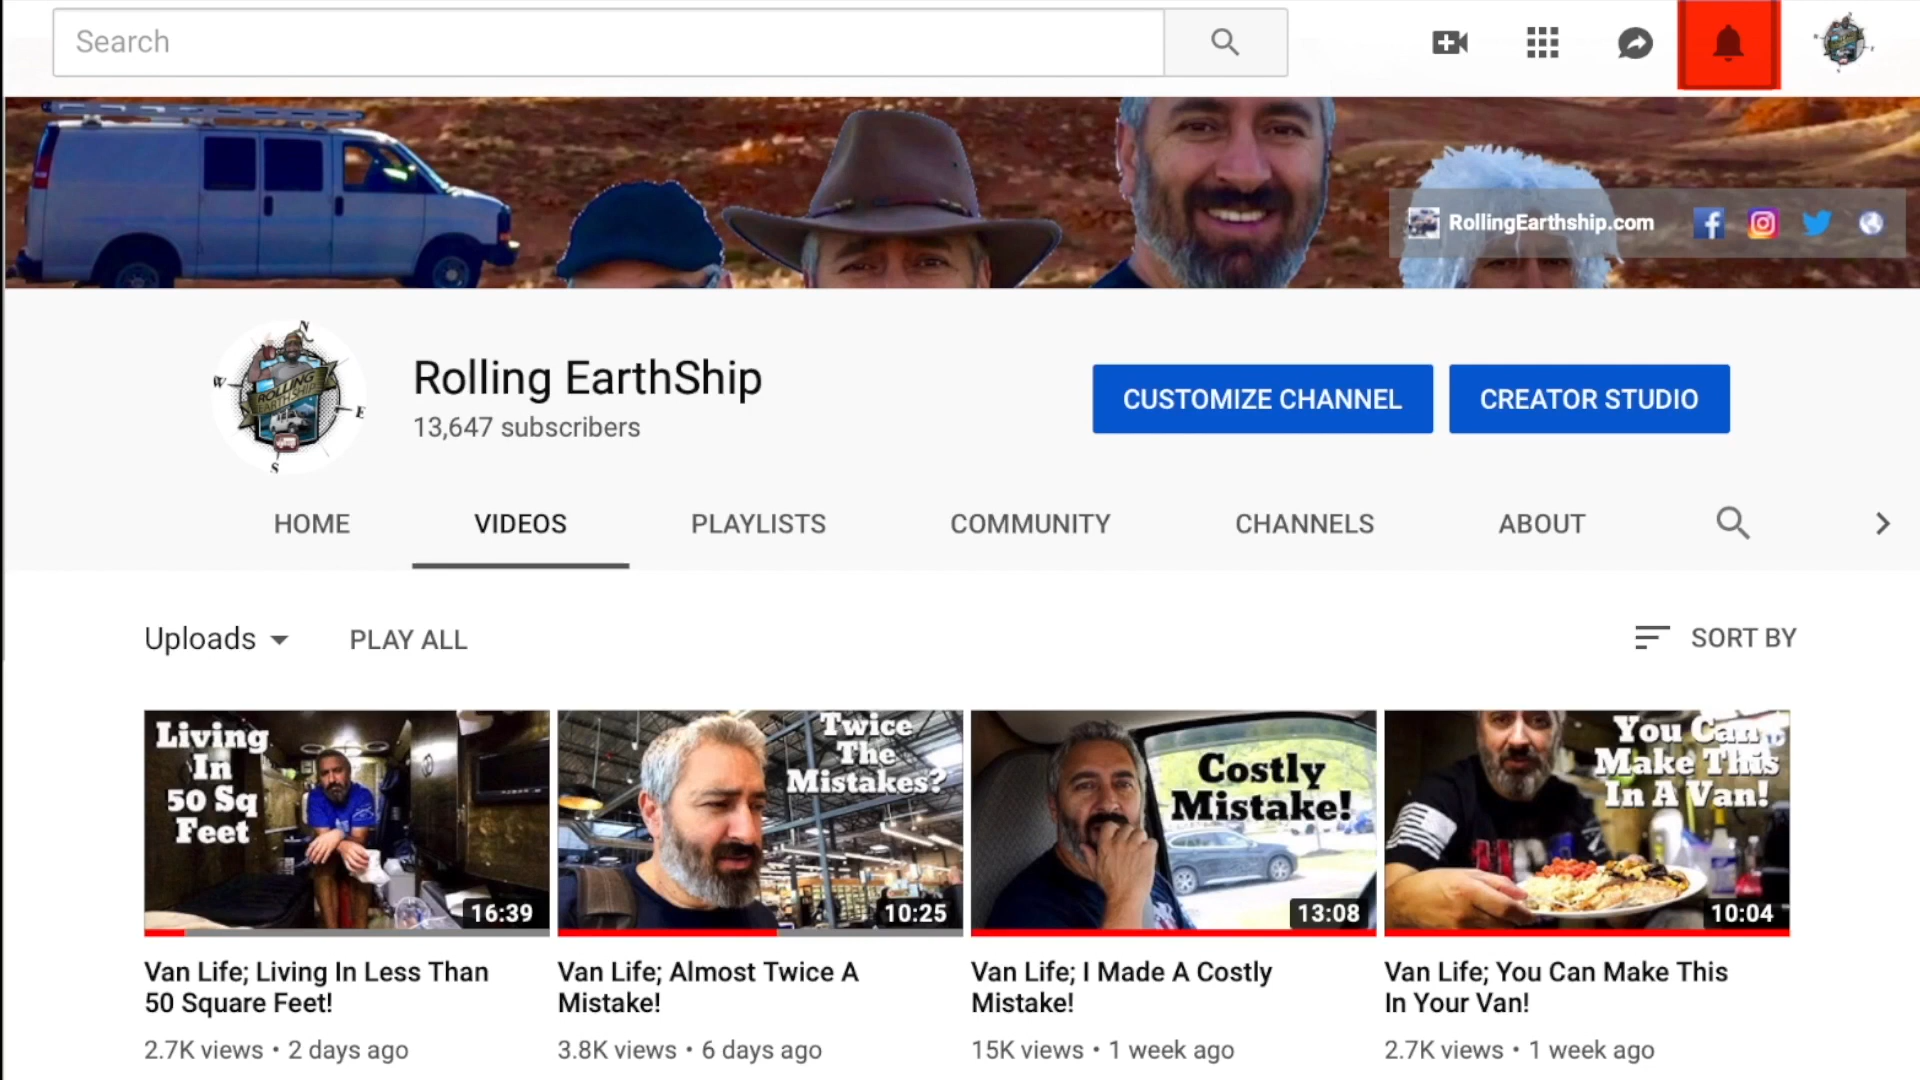 Search
RollingEarthship.com
N
W
ROLLING
EARTHSHIP
E
S
Rolling EarthShip
13,647 subscribers
CUSTOMIZE CHANNEL
CREATOR STUDIO
HOME
VIDEOS
PLAYLISTS
COMMUNITY
CHANNELS
ABOUT
Uploads
PLAY ALL
SORT BY
Living
In
50 Sq
Feet
16:39
Twice
The
Mistakes?
10:25
Costly
Mistake!
13:08
You Can
Make This
In A Van!
10:04
Van Life; Living In Less Than
50 Square Feet!
2.7K views • 2 days ago
Van Life; Almost Twice A
Mistake!
3.8K views • 6 days ago
Van Life; I Made A Costly
Mistake!
15K views • 1 week ago
Van Life; You Can Make This
In Your Van!
2.7K views • 1 week ago